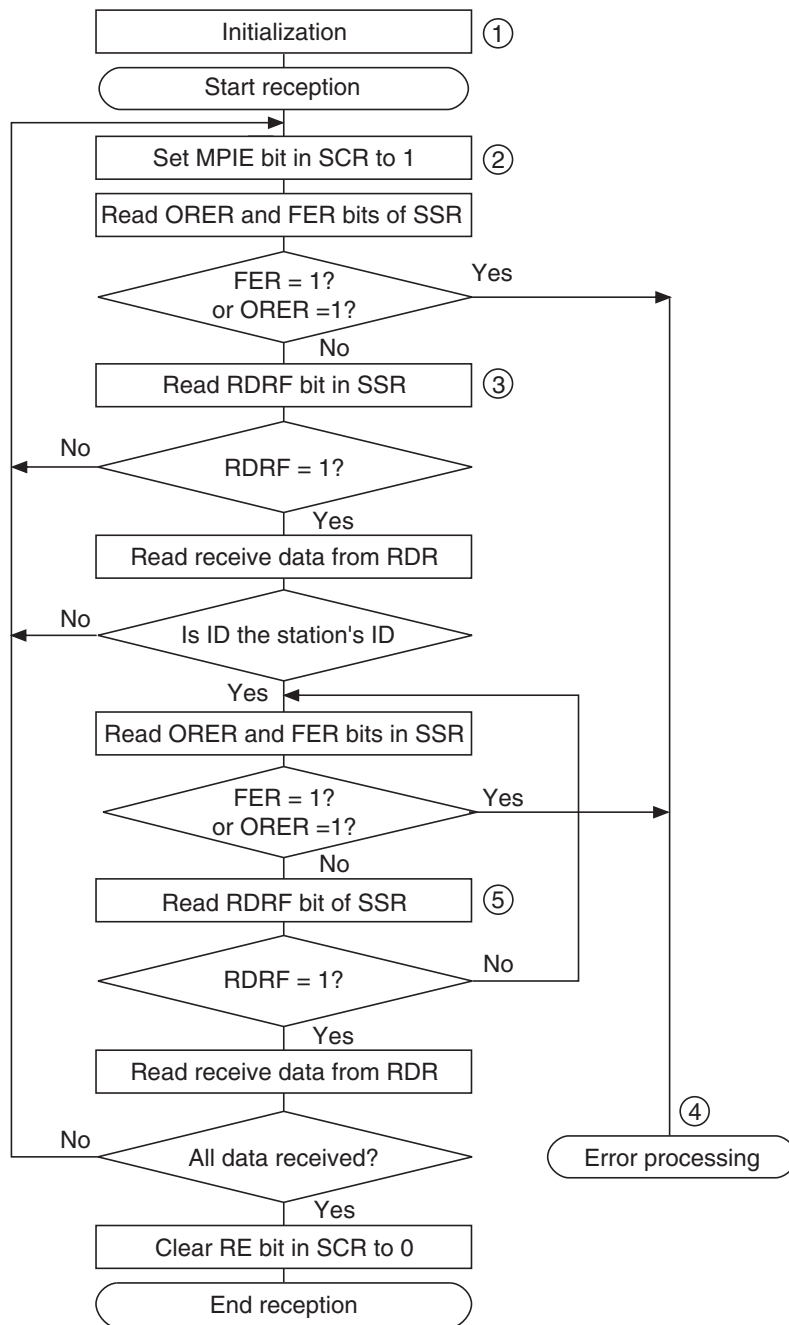 Initialization
①
Start reception
Set MPIE bit in SCR to 1
②
Read ORER and FER bits of SSR
FER = 1?
or ORER =1?
Yes
No
Read RDRF bit in SSR
③
No
RDRF = 1?
Yes
Read receive data from RDR
No
Is ID the station's ID
Yes
Read ORER and FER bits in SSR
FER = 1?
or ORER =1?
Yes
No
Read RDRF bit of SSR
⑤
RDRF = 1?
No
Yes
Read receive data from RDR
④
No
All data received?
Error processing
Yes
Clear RE bit in SCR to 0
End reception